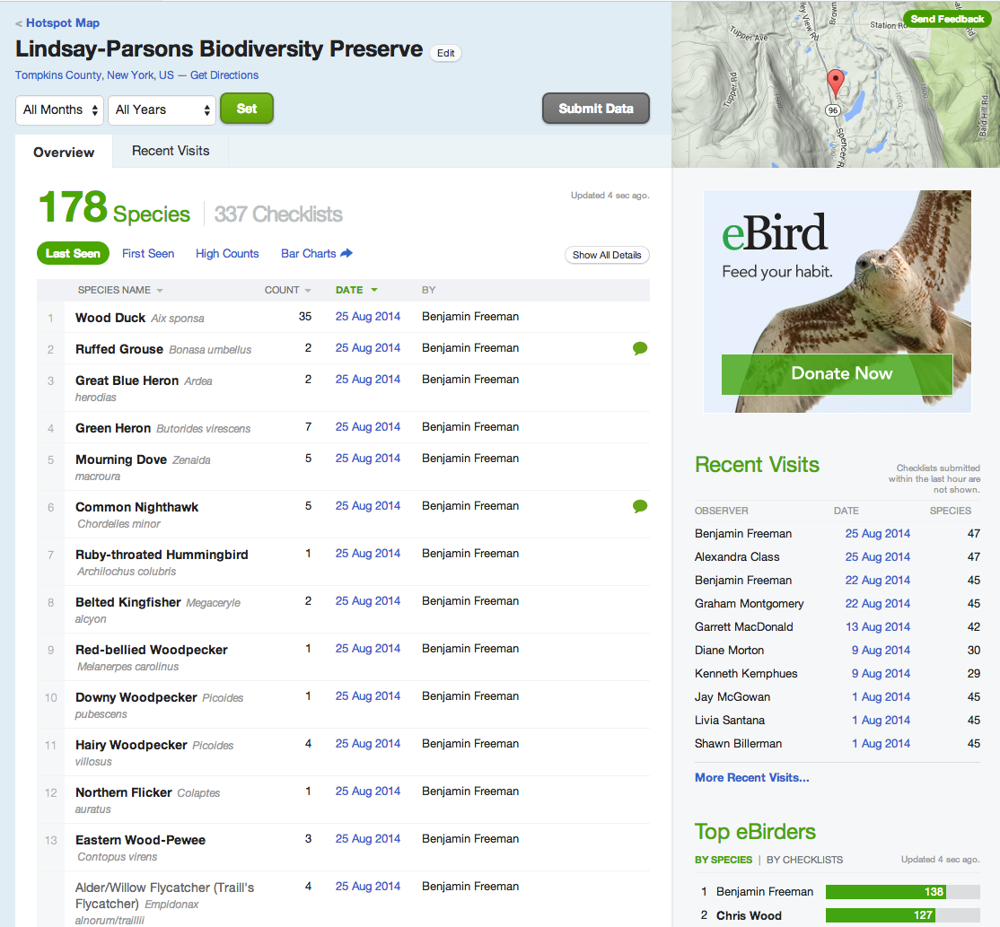 < Hotspot Map
Lindsay-Parsons Biodiversity Preserve Edit
Tompkins County, New York, US — Get Directions
All Months All Years Set Submit Data
Overview Recent Visits
178 Species 337 Checklists
Updated 4 sec ago.
Last Seen First Seen High Counts Bar Charts Show All Details
SPECIES NAME COUNT DATE BY
1 Wood Duck Aix sponsa 35 25 Aug 2014 Benjamin Freeman
2 Ruffed Grouse Bonasa umbellus 2 25 Aug 2014 Benjamin Freeman
3 Great Blue Heron Ardea 2 25 Aug 2014 Benjamin Freeman
herodias
4 Green Heron Butorides virescens 7 25 Aug 2014 Benjamin Freeman
5 Mourning Dove Zenaida 5 25 Aug 2014 Benjamin Freeman
macroura
6 Common Nighthawk 5 25 Aug 2014 Benjamin Freeman
Chordeiles minor
7 Ruby-throated Hummingbird 1 25 Aug 2014 Benjamin Freeman
Archilochus colubris
8 Belted Kingfisher Megaceryle 2 25 Aug 2014 Benjamin Freeman
alcyon
9 Red-bellied Woodpecker 1 25 Aug 2014 Benjamin Freeman
Melanerpes carolinus
10 Downy Woodpecker Picoides 1 25 Aug 2014 Benjamin Freeman
pubescens
11 Hairy Woodpecker Picoides 4 25 Aug 2014 Benjamin Freeman
villosus
12 Northern Flicker Colaptes 1 25 Aug 2014 Benjamin Freeman
auratus
13 Eastern Wood-Pewee 3 25 Aug 2014 Benjamin Freeman
Contopus virens
Alder/Willow Flycatcher (Traill's 4 25 Aug 2014 Benjamin Freeman
Flycatcher) Empidonax
alnorum/traillii
Send Feedback
Tupper Ave
Station Rd
Brown
View Rd
Tupper Rd
96
Spencer R
Bald Hill Rd
eBird
Feed your habit.
Donate Now
Recent Visits
Checklists submitted
within the last hour are
not shown.
OBSERVER DATE SPECIES
Benjamin Freeman 25 Aug 2014 47
Alexandra Class 25 Aug 2014 47
Benjamin Freeman 22 Aug 2014 45
Graham Montgomery 22 Aug 2014 45
Garrett MacDonald 13 Aug 2014 42
Diane Morton 9 Aug 2014 30
Kenneth Kemphues 9 Aug 2014 29
Jay McGowan 1 Aug 2014 45
Livia Santana 1 Aug 2014 45
Shawn Billerman 1 Aug 2014 45
More Recent Visits...
Top eBirders
BY SPECIES | BY CHECKLISTS Updated 4 sec ago.
1 Benjamin Freeman 138
2 Chris Wood 127